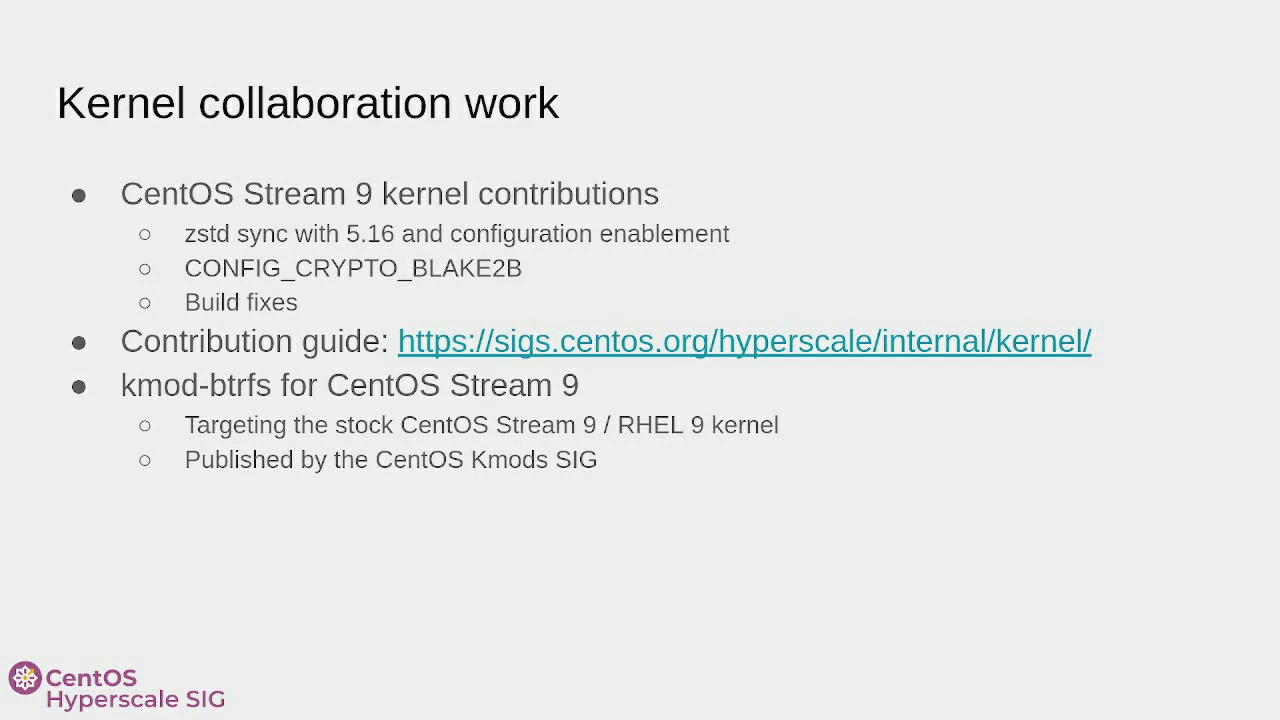 Kernel collaboration work
● CentOS Stream 9 kernel contributions
○ zstd sync with 5.16 and configuration enablement
○ CONFIG_CRYPTO_BLAKE2B
○ Build fixes
● Contribution guide: https://sigs.centos.org/hyperscale/internal/kernel/
● kmod-btrfs for CentOS Stream 9
○ Targeting the stock CentOS Stream 9 / RHEL 9 kernel
○ Published by the CentOS Kmods SIG
CentOS
Hyperscale SIG